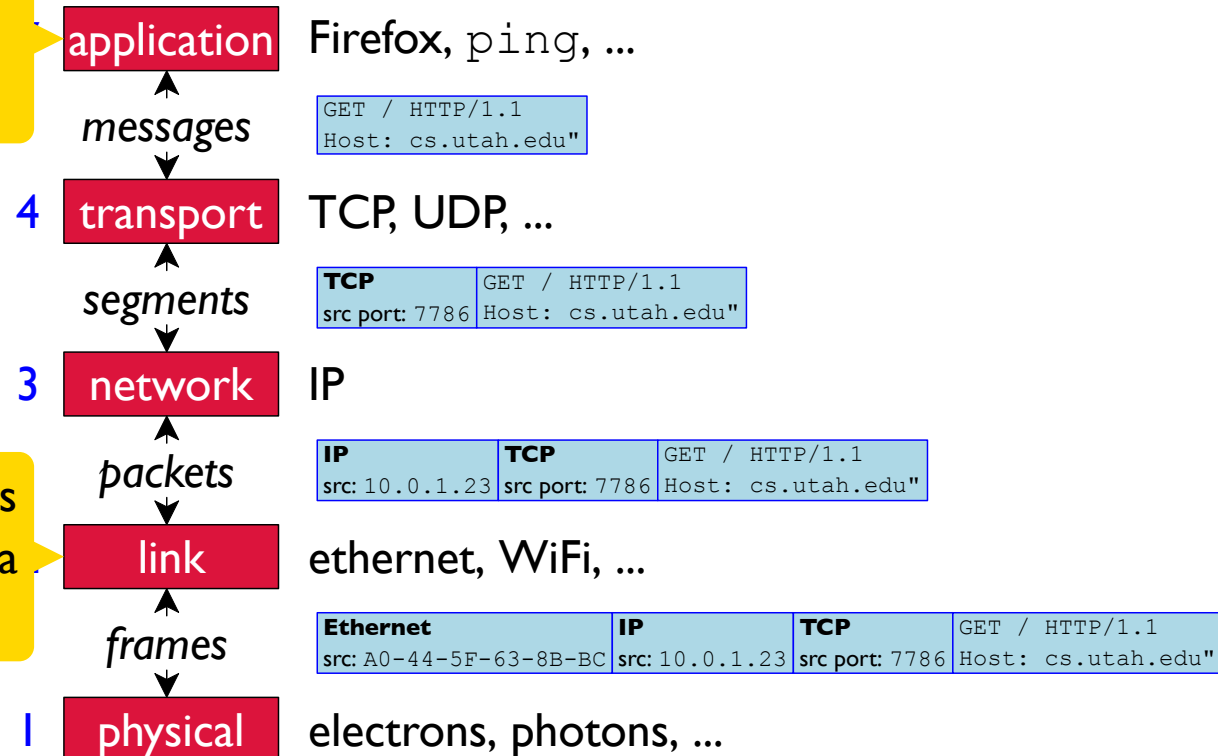 application Firefox, ping, ...
messages
GET / HTTP/1.1
Host: cs.utah.edu"
4 transport TCP, UDP, ...
segments
TCP GET / HTTP/1.1
src port: 7786 Host: cs.utah.edu"
3 network IP
packets
IP TCP GET / HTTP/1.1
src: 10.0.1.23 src port: 7786 Host: cs.utah.edu"
s
a
link ethernet, WiFi, ...
frames
Ethernet IP TCP GET / HTTP/1.1
src: A0-44-5F-63-8B-BC src: 10.0.1.23 src port: 7786 Host: cs.utah.edu"
1 physical electrons, photons, ...